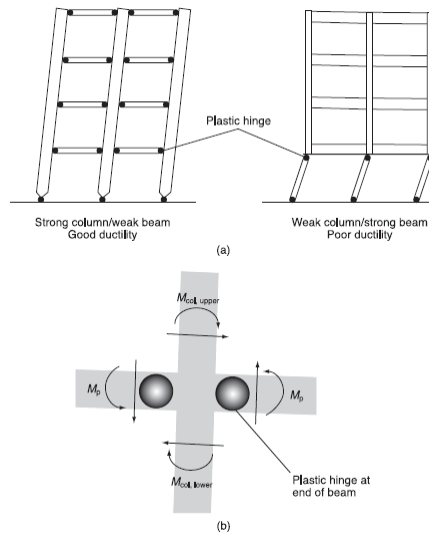 Plastic hinge
Strong column/weak beam
Good ductility
Weak column/strong beam
Poor ductility
(a)
Mcol, upper
Mp
Mp
Mcol, lower
Plastic hinge at
end of beam
(b)